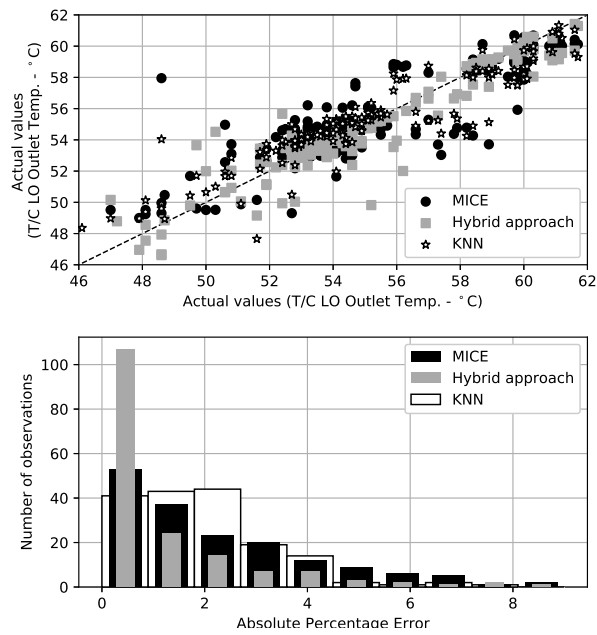 62
60
58
56
54
52
50
48
46
Actual values
(T/C LO Outlet Temp. - °C)
MICE
Hybrid approach
KNN
46 48 50 52 54 56 58 60 62
Actual values (T/C LO Outlet Temp. - °C)
100
80
60
40
20
0
Number of observations
MICE
Hybrid approach
KNN
0 2 4 6 8
Absolute Percentage Error